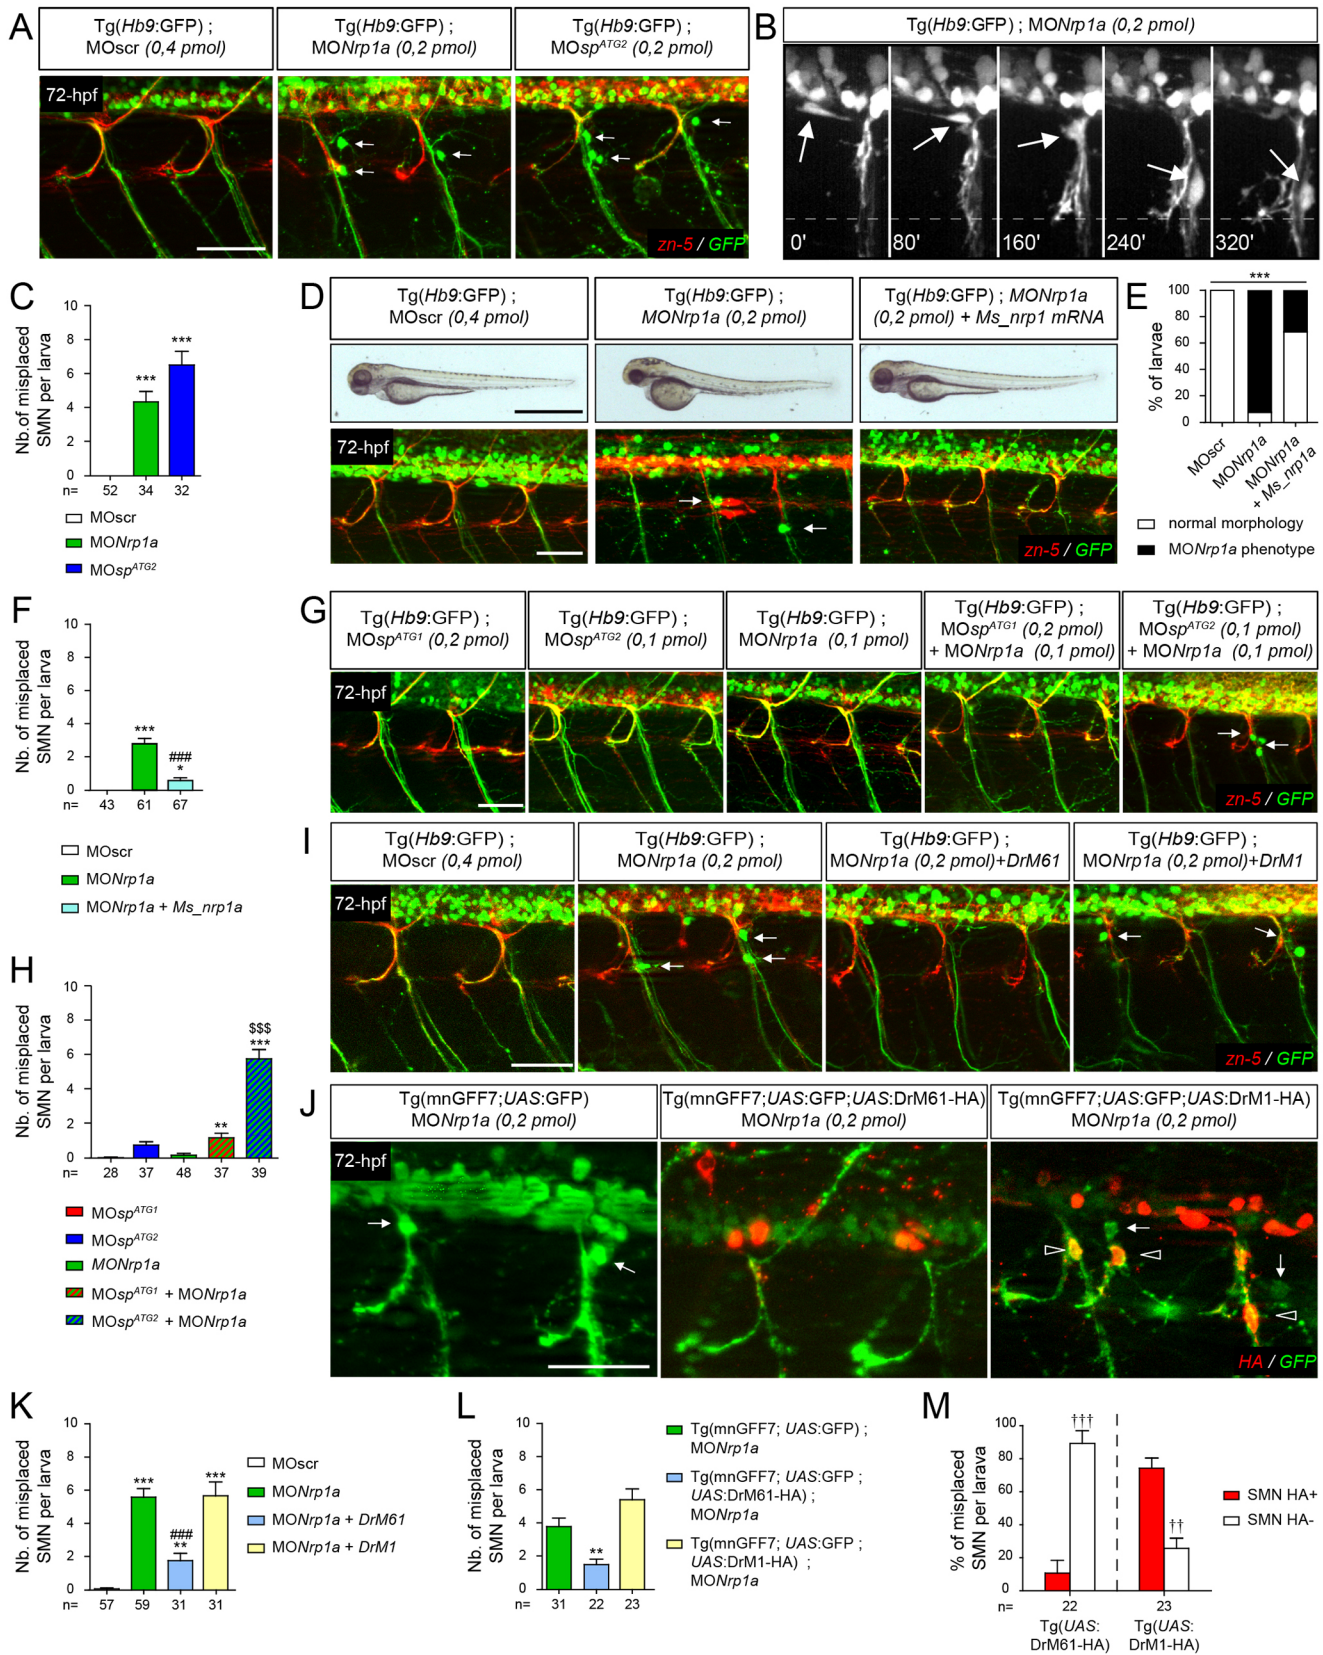 A
Tg(Hb9:GFP) ;
MOscr (0,4 pmol)
Tg(Hb9:GFP) ;
MONrp1a (0,2 pmol)
Tg(Hb9:GFP) ;
MOspATG2 (0,2 pmol)
72-hpf
zn-5 / GFP
B
Tg(Hb9:GFP) ; MONrp1a (0,2 pmol)
0'
80'
160'
240'
320'
C
Nb.of misplaced
SMN per larva
10
8
6
4
2
0
***
***
n=
52
34
32
MOscr
MONrp1a
MOspATG2
D
Tg(Hb9:GFP) ;
MOscr (0,4 pmol)
Tg(Hb9:GFP) ;
MONrp1a (0,2 pmol)
Tg(Hb9:GFP) ; MONrp1a
(0,2 pmol) + Ms_nrp1 mRNA
72-hpf
zn-5 / GFP
E
% of larvae
100
80
60
40
20
0
***
MOscr
MONrp1a
MONrp1a
+ Ms_nrp1a
normal morphology
MONrp1a phenotype
F
Nb. of misplaced
SMN per larva
10
8
6
4
2
0
***
###
*
n=
43
61
67
MOscr
MONrp1a
MONrp1a + Ms_nrp1a
G
Tg(Hb9:GFP) ;
MOspATG1 (0,2 pmol)
Tg(Hb9:GFP) ;
MOspATG2 (0,1 pmol)
Tg(Hb9:GFP) ;
MONrp1a (0,1 pmol)
Tg(Hb9:GFP) ;
MOspATG1 (0,2 pmol)
+ MONrp1a (0,1 pmol)
Tg(Hb9:GFP) ;
MOspATG2 (0,1 pmol)
+ MONrp1a (0,1 pmol)
72-hpf
zn-5 / GFP
H
Nb. of misplaced
SMN per larva
10
8
6
4
2
0
**
$$$
***
n=
28
37
48
37
39
MOspATG1
MOspATG2
MONrp1a
MOspATG1 + MONrp1a
MOspATG2 + MONrp1a
I
Tg(Hb9:GFP) ;
MOscr (0,4 pmol)
Tg(Hb9:GFP) ;
MONrp1a (0,2 pmol)
Tg(Hb9:GFP) ;
MONrp1a (0,2 pmol)+DrM61
Tg(Hb9:GFP) ;
MONrp1a (0,2 pmol)+DrM1
72-hpf
zn-5 / GFP
J
Tg(mnGFF7;UAS:GFP)
MONrp1a (0,2 pmol)
Tg(mnGFF7;UAS:GFP;UAS:DrM61-HA)
MONrp1a (0,2 pmol)
Tg(mnGFF7;UAS:GFP;UAS:DrM1-HA)
MONrp1a (0,2 pmol)
72-hpf
HA / GFP
K
Nb. of misplaced
SMN per larva
10
8
6
4
2
0
***
###
**
***
n=
57
59
31
31
MOscr
MONrp1a
MONrp1a + DrM61
MONrp1a + DrM1
L
Nb. of misplaced
SMN per larva
10
8
6
4
2
0
**
n=
31
22
23
Tg(mnGFF7; UAS:GFP) ;
MONrp1a
Tg(mnGFF7; UAS:GFP ;
UAS:DrM61-HA) ;
MONrp1a
Tg(mnGFF7; UAS:GFP ;
UAS:DrM1-HA) ;
MONrp1a
M
% of misplaced
SMN per larava
100
80
60
40
20
0
†††
††
n=
22
23
Tg(UAS:
DrM61-HA)
Tg(UAS:
DrM1-HA)
SMN HA+
SMN HA-